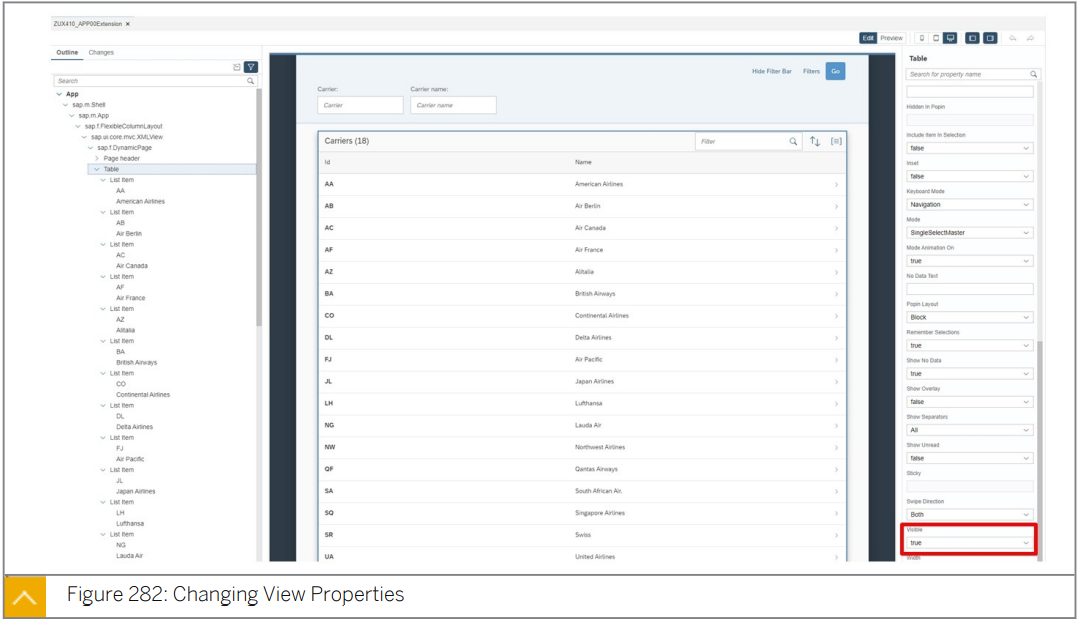 ZUX410_APP00Extension ×
Edit Preview
Outline Changes
Search
App
sap.m.Shell
sap.m.App
sap.f.FlexibleColumnLayout
sap.ui.core.mvc.XMLView
sap.f.DynamicPage
Page header
Table
List Item
AA
American Airlines
List Item
AB
Air Berlin
List Item
AC
Air Canada
List Item
AF
Air France
List Item
AZ
Alitalia
List Item
BA
British Airways
List Item
CO
Continental Airlines
List Item
DL
Delta Airlines
List Item
FJ
Air Pacific
List Item
JL
Japan Airlines
List Item
LH
Lufthansa
List Item
NG
Lauda Air
Hide Filter Bar Filters Go
Carrier: Carrier name:
Carrier Carrier name
Carriers (18) Filter
Id Name
AA American Airlines
AB Air Berlin
AC Air Canada
AF Air France
AZ Alitalia
BA British Airways
CO Continental Airlines
DL Delta Airlines
FJ Air Pacific
JL Japan Airlines
LH Lufthansa
NG Lauda Air
NW Northwest Airlines
QF Qantas Airways
SA South African Air.
SQ Singapore Airlines
SR Swiss
UA United Airlines
Table
Search for property name
Hidden In Popin
Include Item In Selection
false
Inset
false
Keyboard Mode
Navigation
Mode
SingleSelectMaster
Mode Animation On
true
No Data Text
Popin Layout
Block
Remember Selections
true
Show No Data
true
Show Overlay
false
Show Separators
All
Show Unread
false
Sticky
Swipe Direction
Both
Visible
true
Width
Figure 282: Changing View Properties